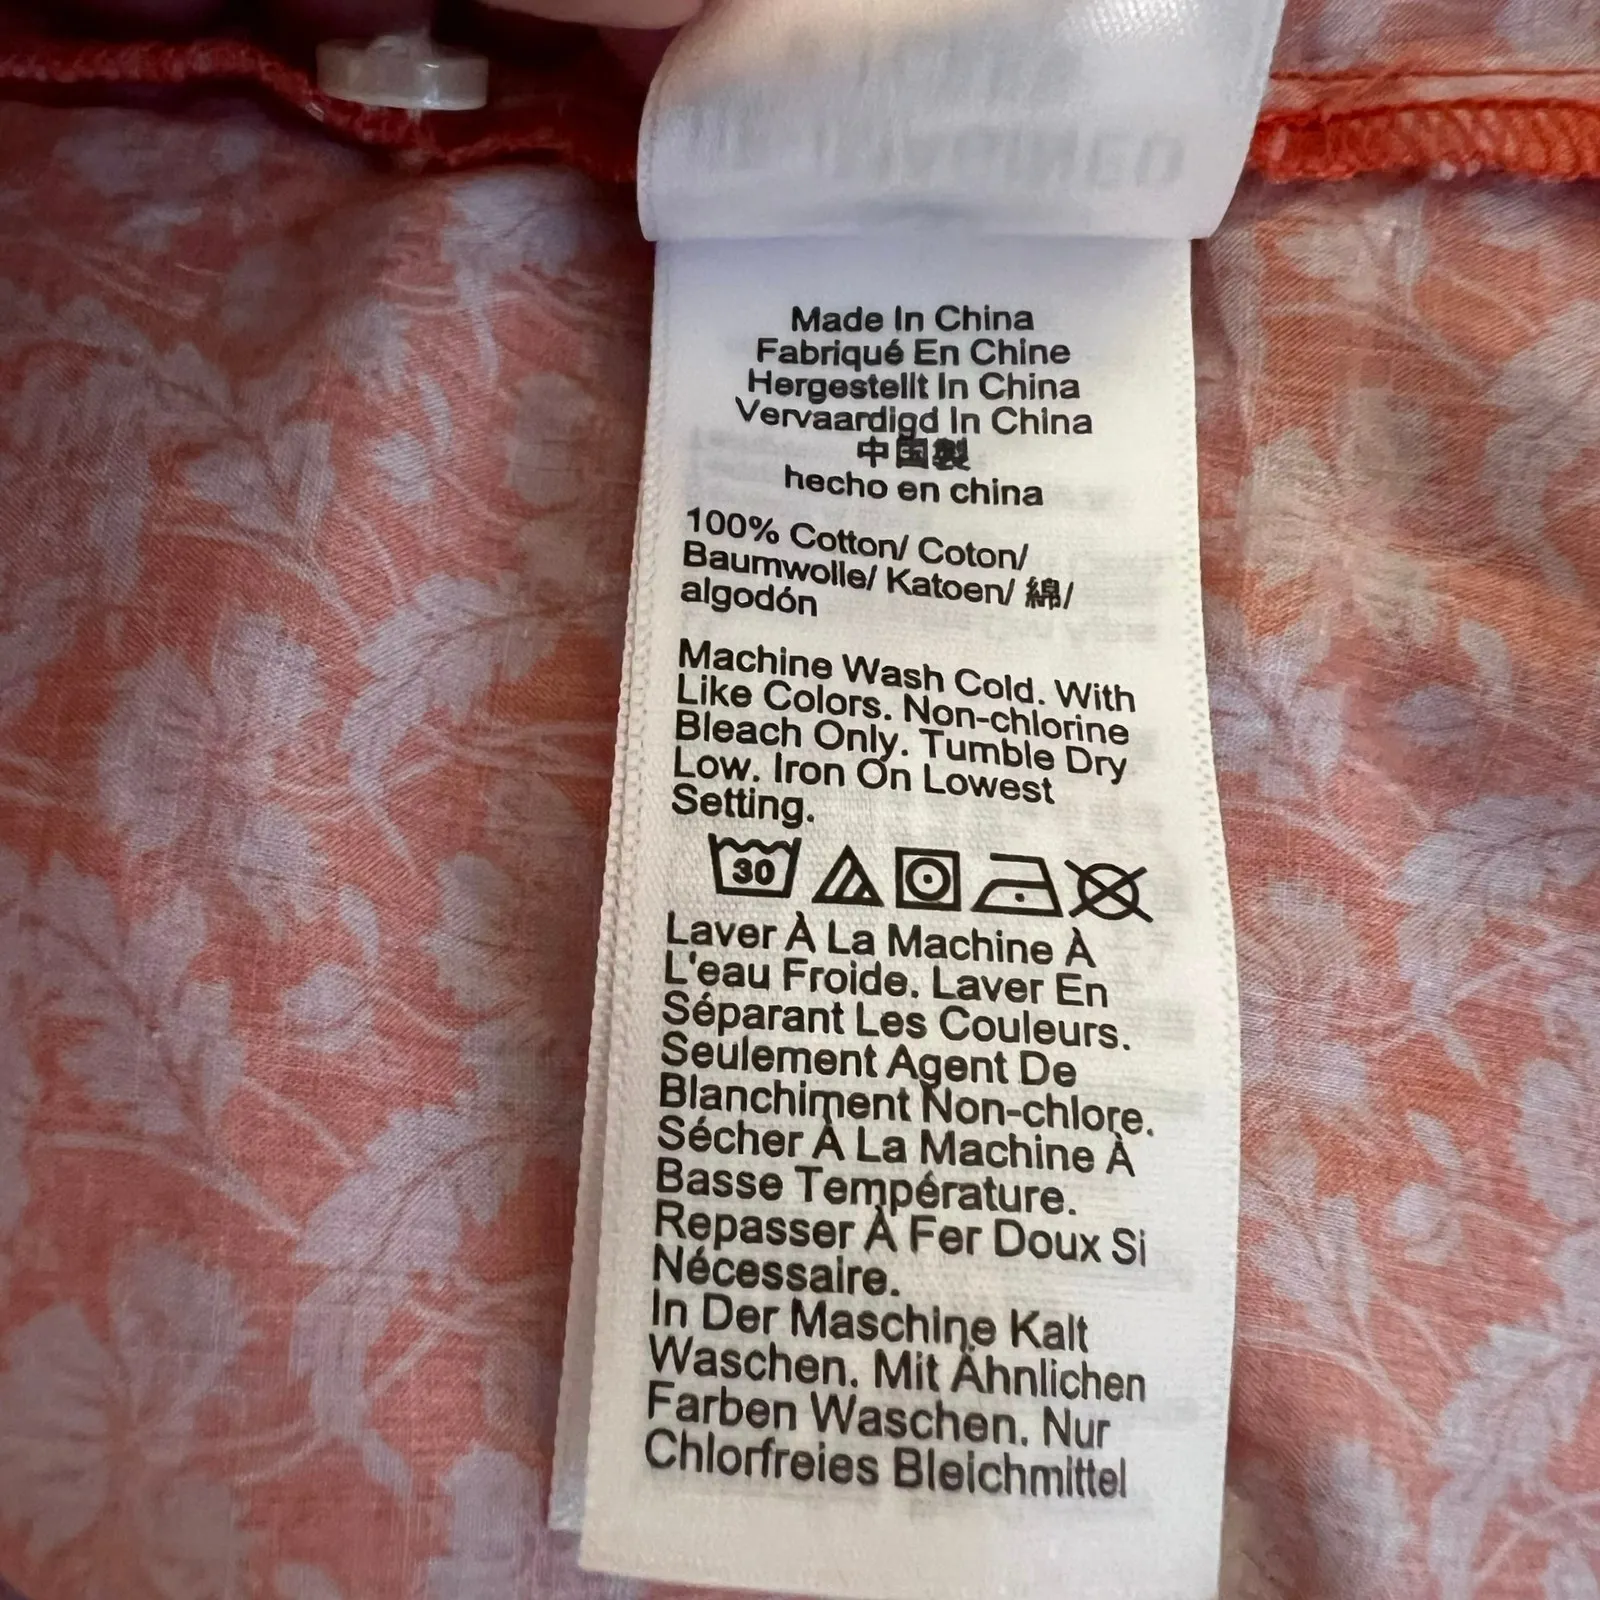 Made In China
Fabriqué En Chine
Hergestellt In China
Vervaardigd In China
中国製
hecho en china
100% Cotton/ Coton/
Baumwolle/ Katoen/ 綿/
algodón
Machine Wash Cold. With
Like Colors. Non-chlorine
Bleach Only. Tumble Dry
Low. Iron On Lowest
Setting.
30
Laver À La Machine À
L'eau Froide. Laver En
Séparant Les Couleurs.
Seulement Agent De
Blanchiment Non-chlore.
Sécher À La Machine À
Basse Température.
Repasser À Fer Doux Si
Nécessaire.
In Der Maschine Kalt
Waschen. Mit Ähnlichen
Farben Waschen. Nur
Chlorfreies Bleichmittel